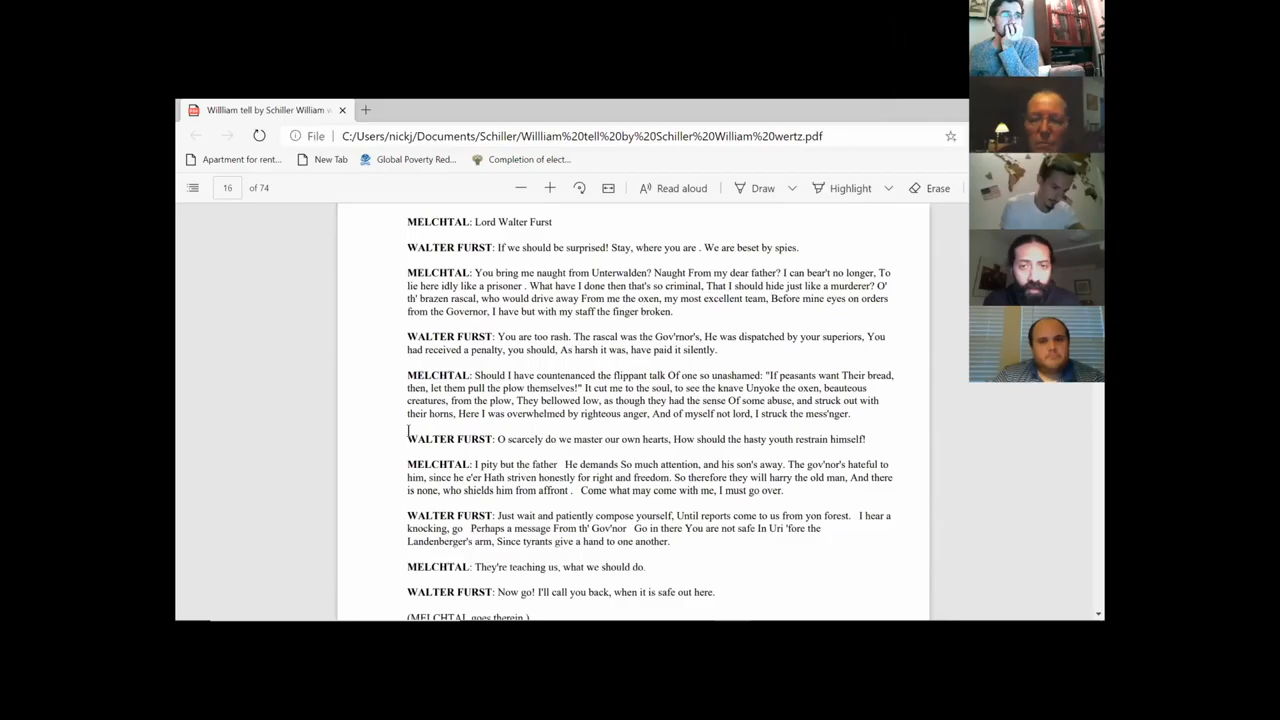 Willliam tell by Schiller William w
File C:/Users/nickj/Documents/Schiller/Willliam%20tell%20by%20Schiller%20William%20wertz.pdf
Apartment for rent... New Tab Global Poverty Red... Completion of elect...
16 of 74 Read aloud Draw Highlight Erase
MELCHTAL: Lord Walter Furst
WALTER FURST: If we should be surprised! Stay, where you are . We are beset by spies.
MELCHTAL: You bring me naught from Unterwalden? Naught From my dear father? I can bear't no longer, To
lie here idly like a prisoner . What have I done then that's so criminal, That I should hide just like a murderer? O'
th' brazen rascal, who would drive away From me the oxen, my most excellent team, Before mine eyes on orders
from the Governor, I have but with my staff the finger broken.
WALTER FURST: You are too rash. The rascal was the Gov'rnor's, He was dispatched by your superiors, You
had received a penalty, you should, As harsh it was, have paid it silently.
MELCHTAL: Should I have countenanced the flippant talk Of one so unashamed: "If peasants want Their bread,
then, let them pull the plow themselves!" It cut me to the soul, to see the knave Unyoke the oxen, beauteous
creatures, from the plow, They bellowed low, as though they had the sense Of some abuse, and struck out with
their horns, Here I was overwhelmed by righteous anger, And of myself not lord, I struck the mess'nger.
WALTER FURST: O scarcely do we master our own hearts, How should the hasty youth restrain himself!
MELCHTAL: I pity but the father He demands So much attention, and his son's away. The gov'nor's hateful to
him, since he e'er Hath striven honestly for right and freedom. So therefore they will harry the old man, And there
is none, who shields him from affront . Come what may come with me, I must go over.
WALTER FURST: Just wait and patiently compose yourself, Until reports come to us from yon forest. I hear a
knocking, go Perhaps a message From th' Gov'nor Go in there You are not safe In Uri 'fore the
Landenberger's arm, Since tyrants give a hand to one another.
MELCHTAL: They're teaching us, what we should do.
WALTER FURST: Now go! I'll call you back, when it is safe out here.
(MELCHTAL goes therein.)